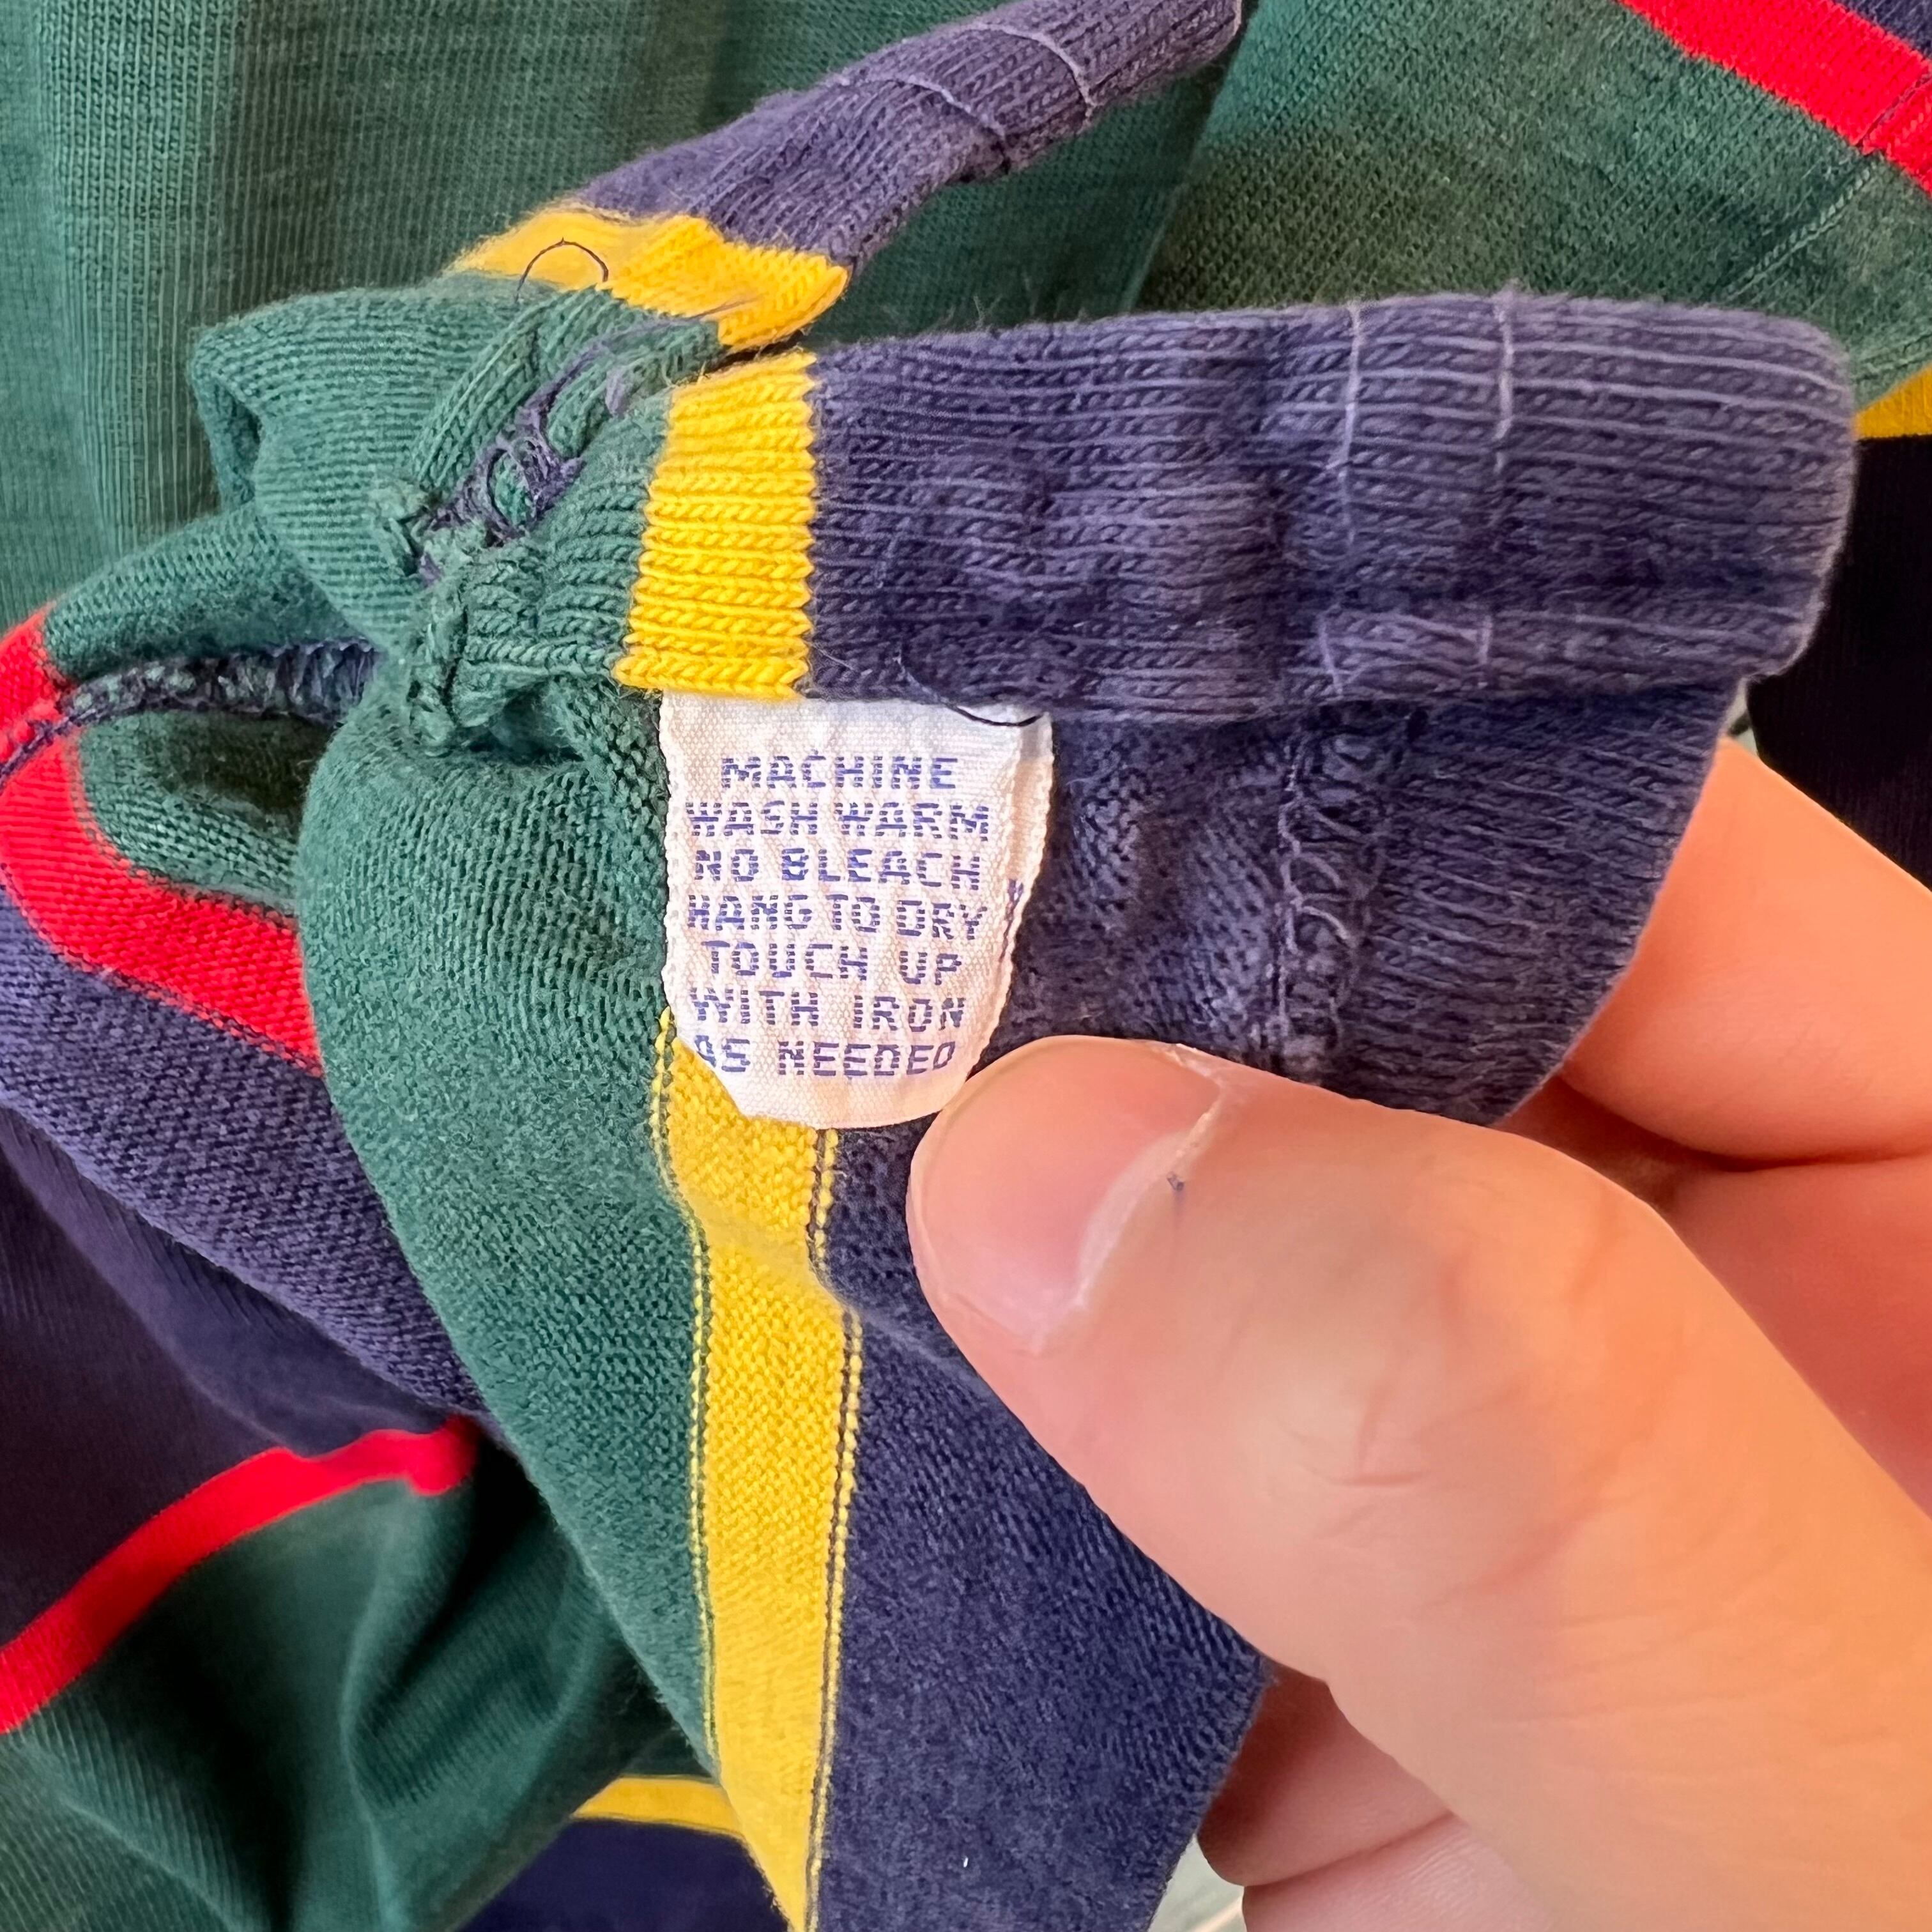 MACHINE
WASH WARM
NO BLEACH
HANG TO DRY
TOUCH UP
WITH IRON
AS NEEDED